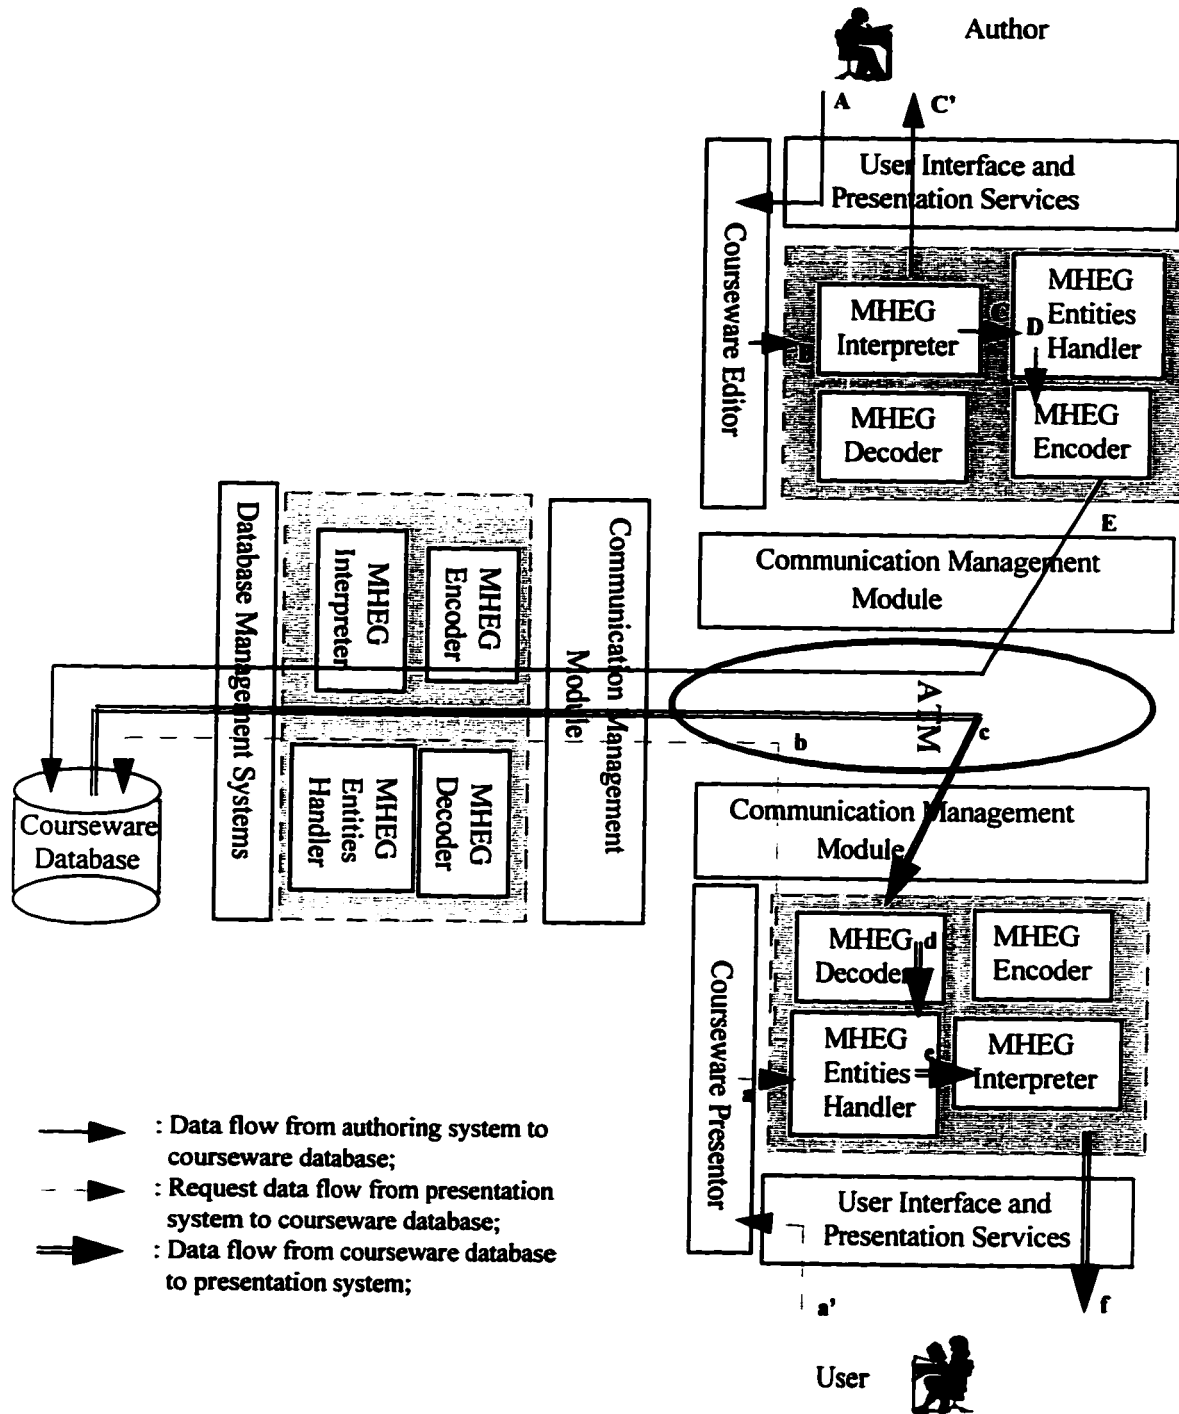 Author
A
C'
User Interface and
Presentation Services
Courseware Editor
MHEG
Interpreter
B
C
D
MHEG
Entities
Handler
MHEG
Decoder
MHEG
Encoder
E
Communication Management
Module
Database Management Systems
MHEG
Interpreter
MHEG
Encoder
MHEG
Entities
Handler
MHEG
Decoder
Communication Management
Module
ATM
b
c
Courseware
Database
Communication Management
Module
Courseware Presentor
MHEG
Decoder
d
MHEG
Encoder
a
MHEG
Entities
Handler
e
MHEG
Interpreter
User Interface and
Presentation Services
a'
f
User
: Data flow from authoring system to
courseware database;
: Request data flow from presentation
system to courseware database;
: Data flow from courseware database
to presentation system;